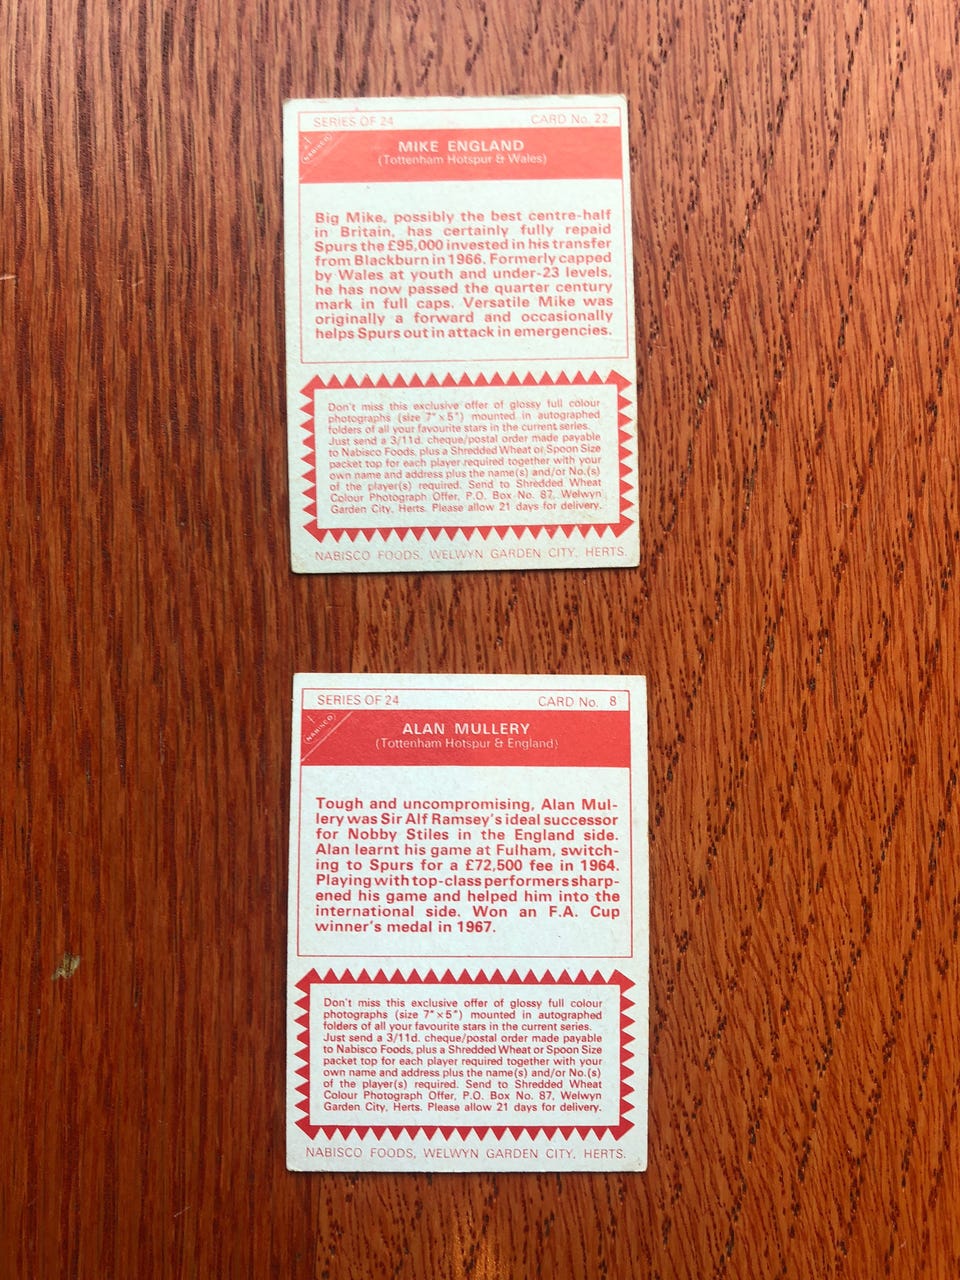 SERIES OF 24 CARD No. 22
NABISCO
MIKE ENGLAND
(Tottenham Hotspur & Wales)
Big Mike, possibly the best centre-half
in Britain, has certainly fully repaid
Spurs the £95,000 invested in his transfer
from Blackburn in 1966. Formerly capped
by Wales at youth and under-23 levels,
he has now passed the quarter century
mark in full caps. Versatile Mike was
originally a forward and occasionally
helps Spurs out in attack in emergencies.
Don't miss this exclusive offer of glossy full colour
photographs (size 7" x 5") mounted in autographed
folders of all your favourite stars in the current series.
Just send a 3/11d. cheque/postal order made payable
to Nabisco Foods, plus a Shredded Wheat or Spoon Size
packet top for each player required together with your
own name and address plus the name(s) and/or No.(s)
of the player(s) required. Send to Shredded Wheat
Colour Photograph Offer, P.O. Box No. 87, Welwyn
Garden City, Herts. Please allow 21 days for delivery.
NABISCO FOODS, WELWYN GARDEN CITY, HERTS.
SERIES OF 24 CARD No. 8
NABISCO
ALAN MULLERY
(Tottenham Hotspur & England)
Tough and uncompromising, Alan Mul-
lery was Sir Alf Ramsey's ideal successor
for Nobby Stiles in the England side.
Alan learnt his game at Fulham, switch-
ing to Spurs for a £72,500 fee in 1964.
Playing with top-class performers sharp-
ened his game and helped him into the
international side. Won an F.A. Cup
winner's medal in 1967.
Don't miss this exclusive offer of glossy full colour
photographs (size 7" x 5") mounted in autographed
folders of all your favourite stars in the current series.
Just send a 3/11d. cheque/postal order made payable
to Nabisco Foods, plus a Shredded Wheat or Spoon Size
packet top for each player required together with your
own name and address plus the name(s) and/or No.(s)
of the player(s) required. Send to Shredded Wheat
Colour Photograph Offer, P.O. Box No. 87, Welwyn
Garden City, Herts. Please allow 21 days for delivery.
NABISCO FOODS, WELWYN GARDEN CITY, HERTS.